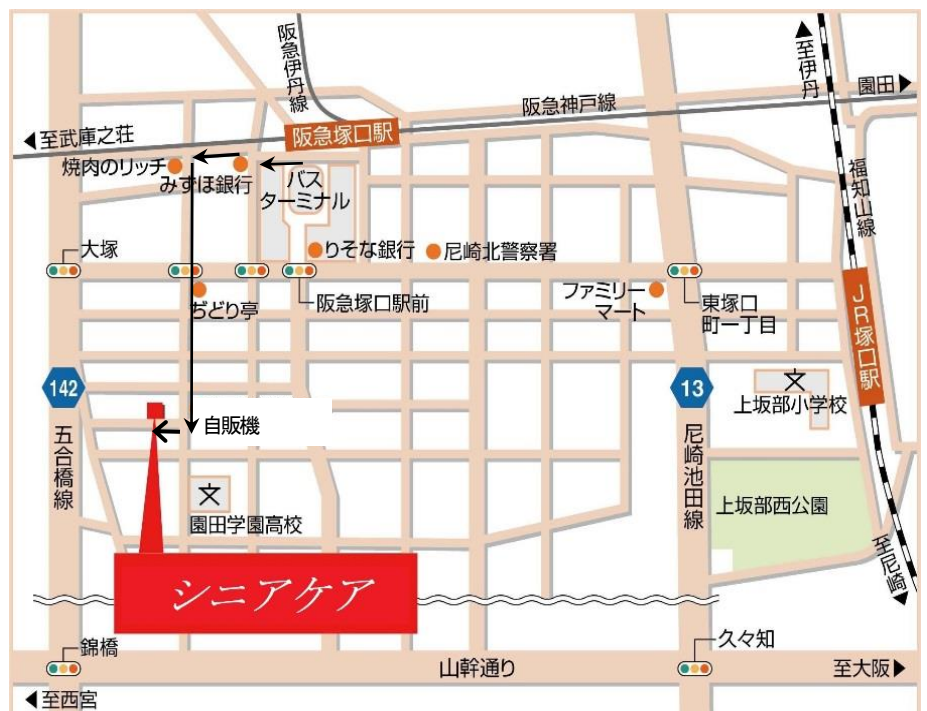 阪急伊丹線
至伊丹
園田
阪急神戸線
至武庫之荘
阪急塚口駅
焼肉のリッチ
みずほ銀行
バス
ターミナル
福知山線
大塚
りそな銀行
尼崎北警察署
ぢどり亭
阪急塚口駅前
ファミリー
マート
東塚口
町一丁目
JR塚口駅
142
13
文
上坂部小学校
自販機
五合橋線
尼崎池田線
文
園田学園高校
上坂部西公園
至尼崎
シニアケア
錦橋
久々知
山幹通り
至大阪
至西宮